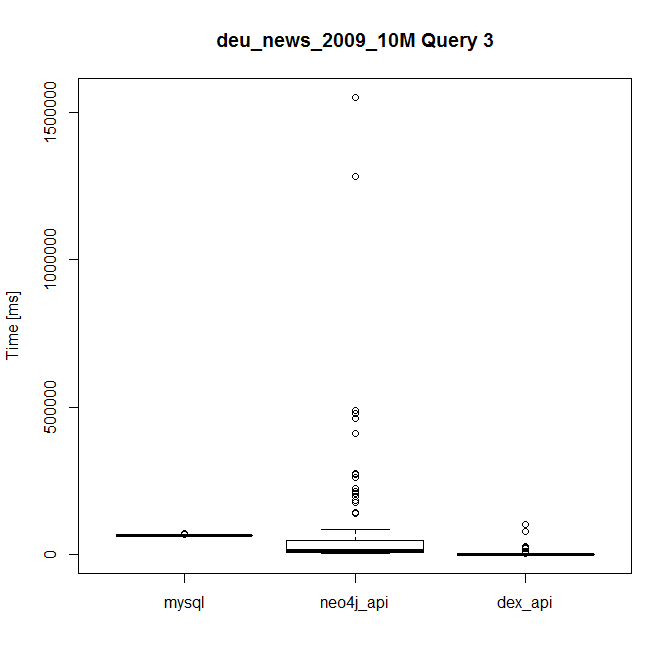 deu_news_2009_10M Query 3
Time [ms]
1500000
1000000
500000
0
mysql neo4j_api dex_api